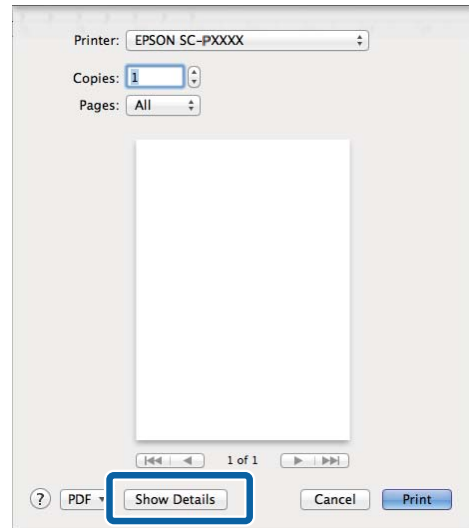 Printer: EPSON SC-PXXXX
Copies: 1
Pages: All
1 of 1
? PDF Show Details Cancel Print